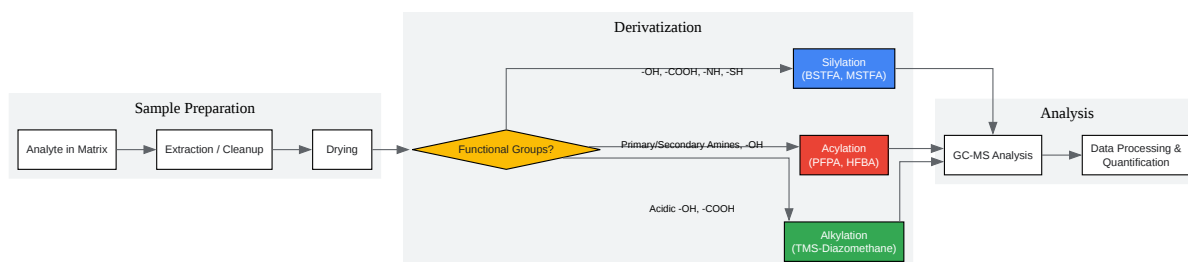 Sample Preparation
Analyte in Matrix
Extraction / Cleanup
Drying
Derivatization
Functional Groups?
-OH, -COOH, -NH, -SH
Silylation
(BSTFA, MSTFA)
Primary/Secondary Amines, -OH
Acylation
(PFPA, HFBA)
Acidic -OH, -COOH
Alkylation
(TMS-Diazomethane)
Analysis
GC-MS Analysis
Data Processing &
Quantification